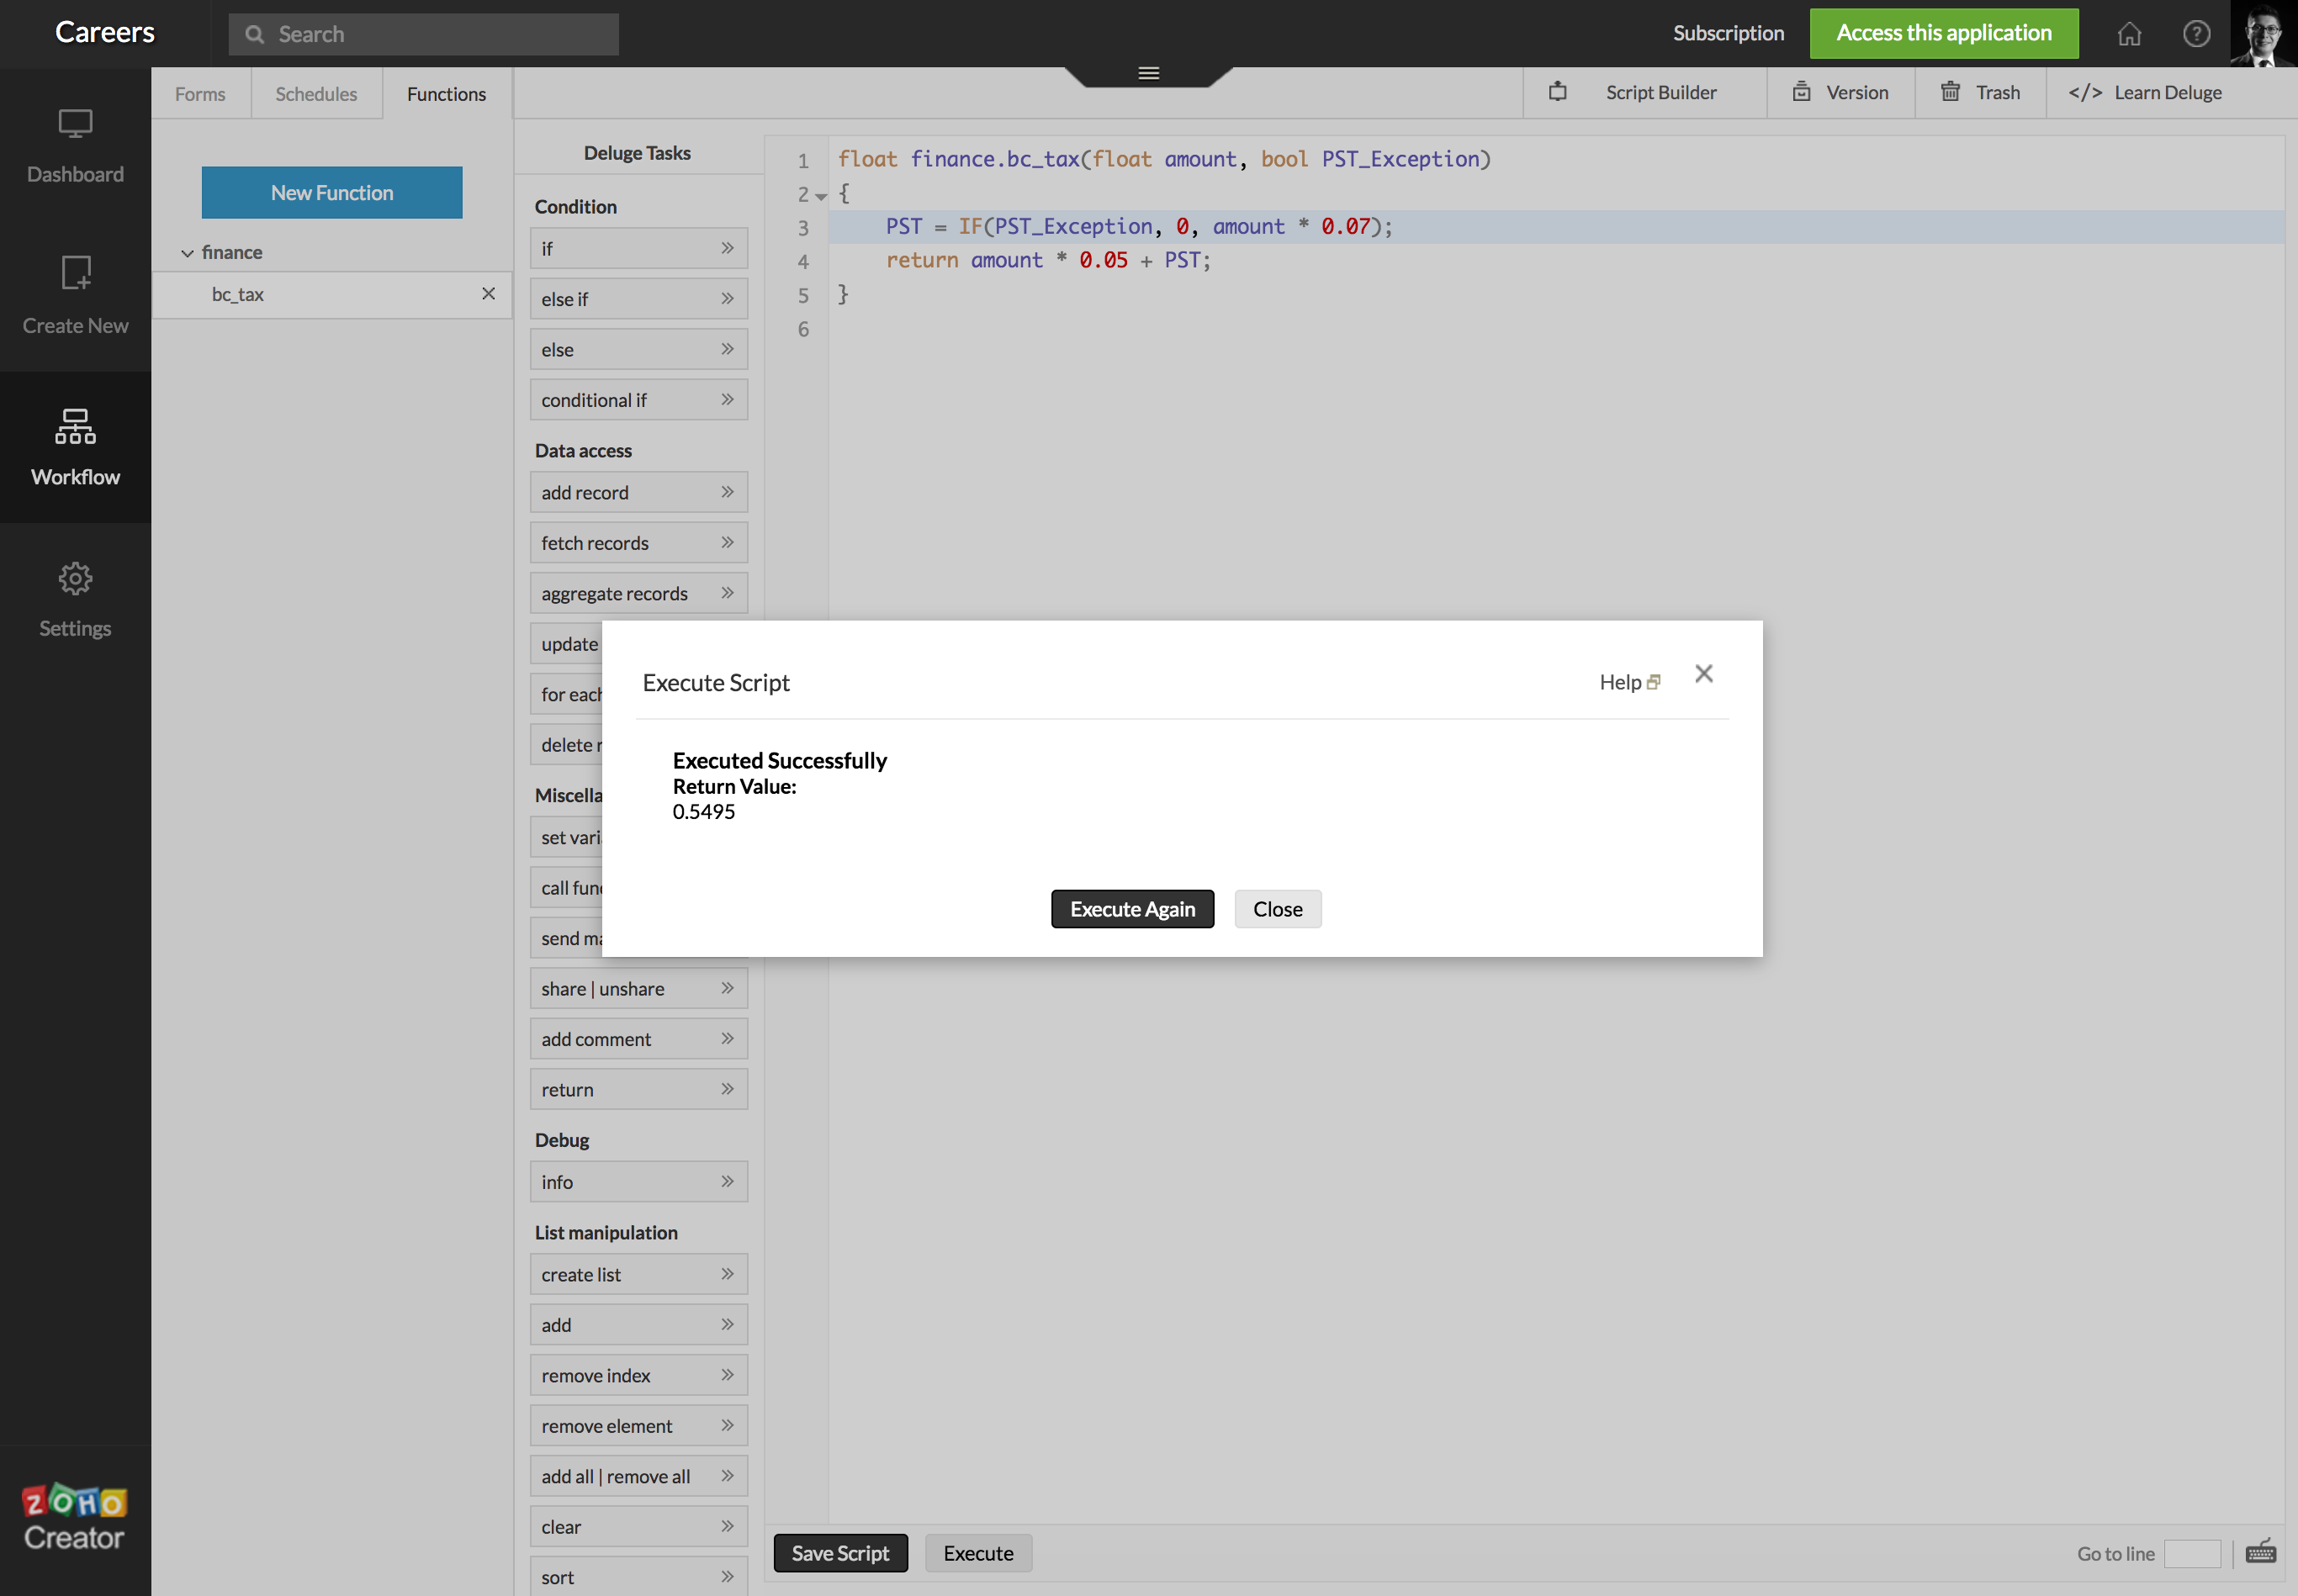 Careers
Search
Subscription
Access this application
Dashboard
Create New
Workflow
Settings
ZOHO
Creator
Forms
Schedules
Functions
Script Builder
Version
Trash
</> Learn Deluge
New Function
finance
bc_tax
Deluge Tasks
Condition
if
else if
else
conditional if
Data access
add record
fetch records
aggregate records
update
for each
delete r
Miscella
set vari
call fun
send ma
share | unshare
add comment
return
Debug
info
List manipulation
create list
add
remove index
remove element
add all | remove all
clear
sort
1 float finance.bc_tax(float amount, bool PST_Exception)
2 {
3 PST = IF(PST_Exception, 0, amount * 0.07);
4 return amount * 0.05 + PST;
5 }
6
Execute Script
Help
Executed Successfully
Return Value:
0.5495
Execute Again
Close
Save Script
Execute
Go to line